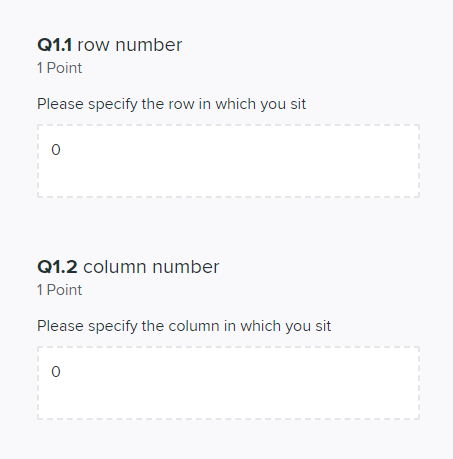 Q1.1 row number
1 Point
Please specify the row in which you sit
0
Q1.2 column number
1 Point
Please specify the column in which you sit
0